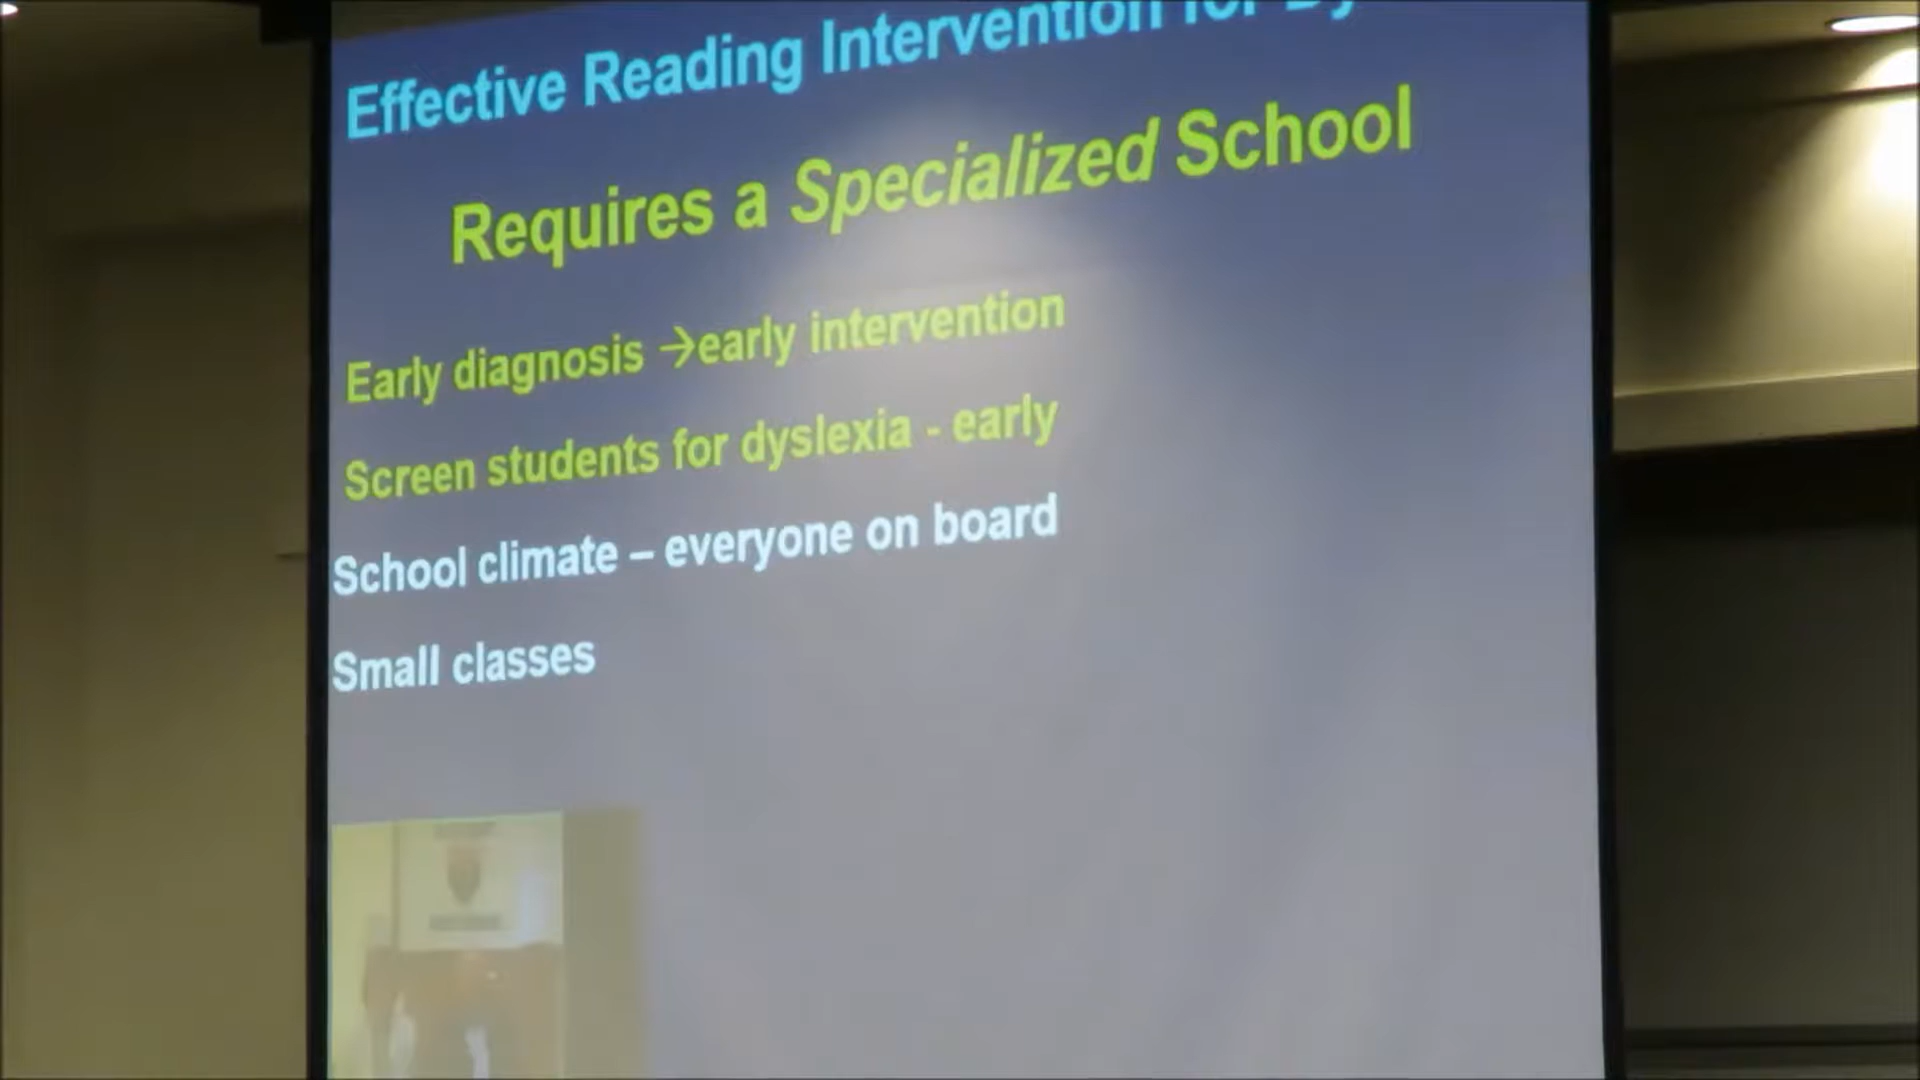 Effective Reading Intervention for
Requires a Specialized School
Early diagnosis →early intervention
Screen students for dyslexia - early
School climate – everyone on board
Small classes